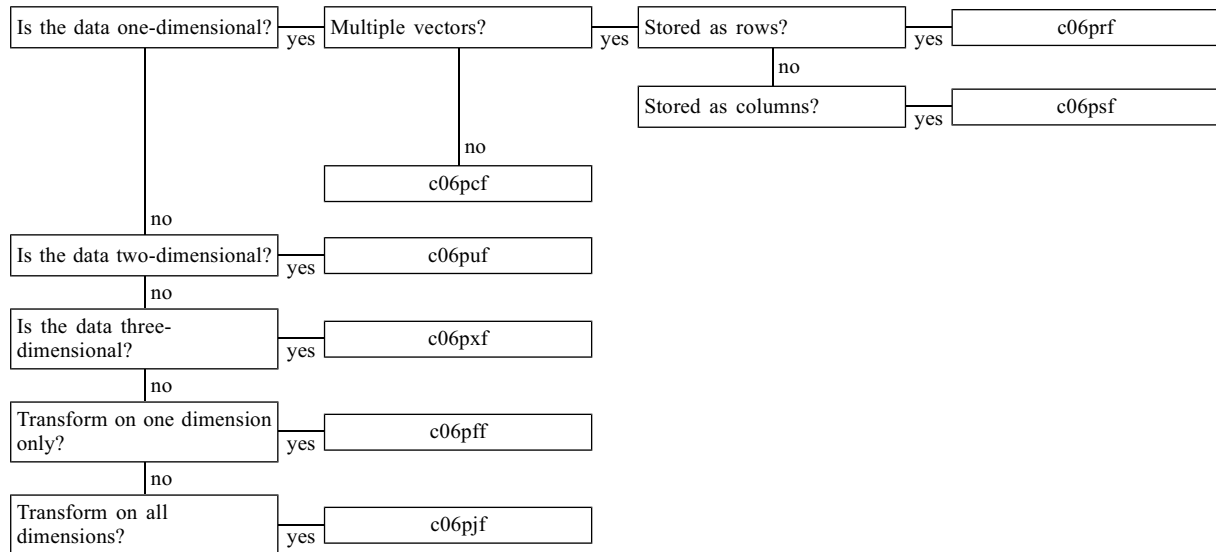 Is the data one-dimensional?
yes
Multiple vectors?
yes
Stored as rows?
yes
c06prf
no
Stored as columns?
yes
c06psf
no
c06pcf
no
Is the data two-dimensional?
yes
c06puf
no
Is the data three-
dimensional?
yes
c06pxf
no
Transform on one dimension
only?
yes
c06pff
no
Transform on all
dimensions?
yes
c06pjf